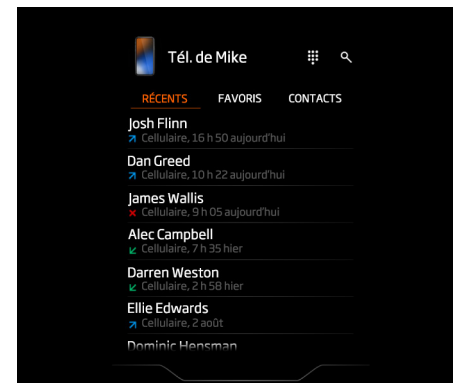 Tél. de Mike
RÉCENTS FAVORIS CONTACTS
Josh Flinn
Cellulaire, 16 h 50 aujourd'hui
Dan Greed
Cellulaire, 10 h 22 aujourd'hui
James Wallis
Cellulaire, 9 h 05 aujourd'hui
Alec Campbell
Cellulaire, 7 h 35 hier
Darren Weston
Cellulaire, 2 h 58 hier
Ellie Edwards
Cellulaire, 2 août
Dominic Hensman